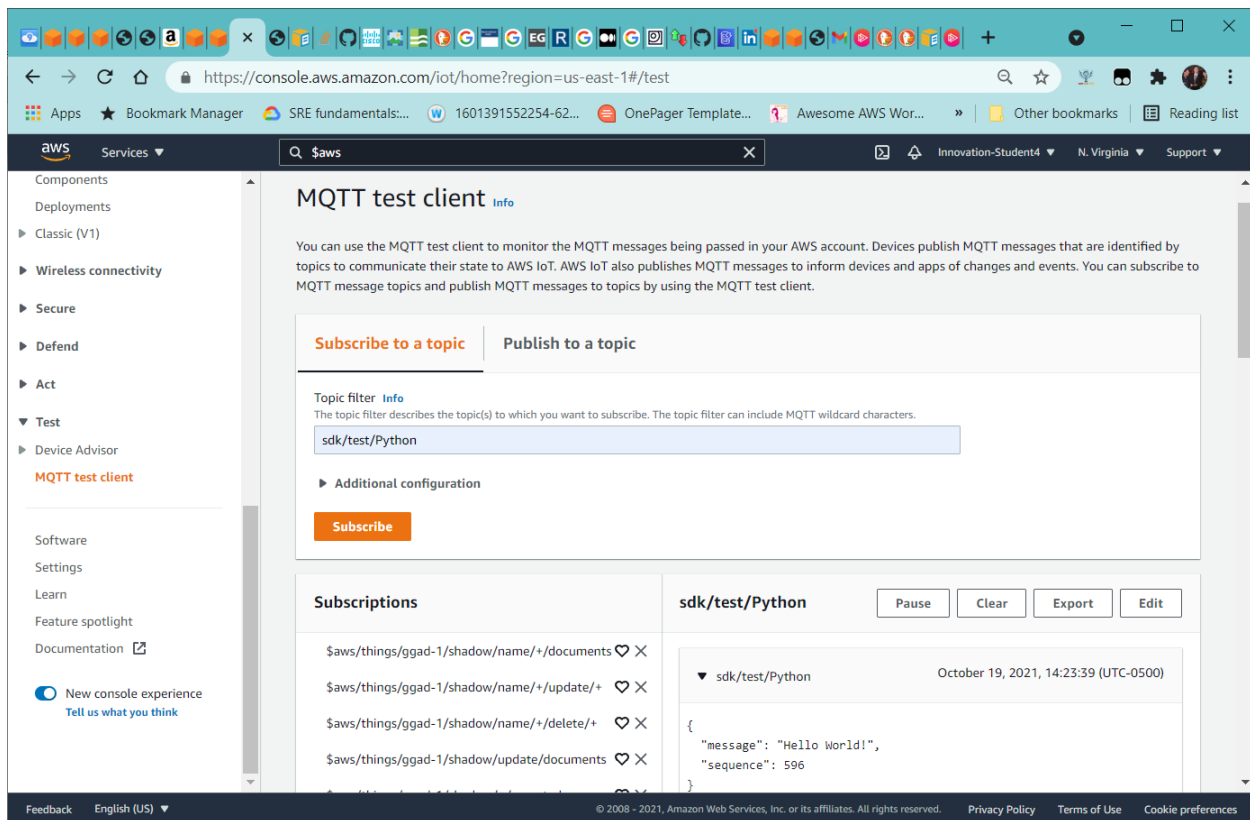 https://console.aws.amazon.com/iot/home?region=us-east-1#/test
Apps
Bookmark Manager
SRE fundamentals:...
1601391552254-62...
OnePager Template...
Awesome AWS Wor...
»
Other bookmarks
Reading list
aws
Services
$aws
Innovation-Student4
N. Virginia
Support
Components
Deployments
Classic (V1)
Wireless connectivity
Secure
Defend
Act
Test
Device Advisor
MQTT test client
Software
Settings
Learn
Feature spotlight
Documentation
New console experience
Tell us what you think
MQTT test client Info
You can use the MQTT test client to monitor the MQTT messages being passed in your AWS account. Devices publish MQTT messages that are identified by
topics to communicate their state to AWS IoT. AWS IoT also publishes MQTT messages to inform devices and apps of changes and events. You can subscribe to
MQTT message topics and publish MQTT messages to topics by using the MQTT test client.
Subscribe to a topic
Publish to a topic
Topic filter Info
The topic filter describes the topic(s) to which you want to subscribe. The topic filter can include MQTT wildcard characters.
sdk/test/Python
Additional configuration
Subscribe
Subscriptions
$aws/things/ggad-1/shadow/name/+/documents
$aws/things/ggad-1/shadow/name/+/update/+
$aws/things/ggad-1/shadow/name/+/delete/+
$aws/things/ggad-1/shadow/update/documents
sdk/test/Python
Pause
Clear
Export
Edit
sdk/test/Python
October 19, 2021, 14:23:39 (UTC-0500)
{
"message": "Hello World!",
"sequence": 596
}
Feedback
English (US)
© 2008 - 2021, Amazon Web Services, Inc. or its affiliates. All rights reserved.
Privacy Policy
Terms of Use
Cookie preferences